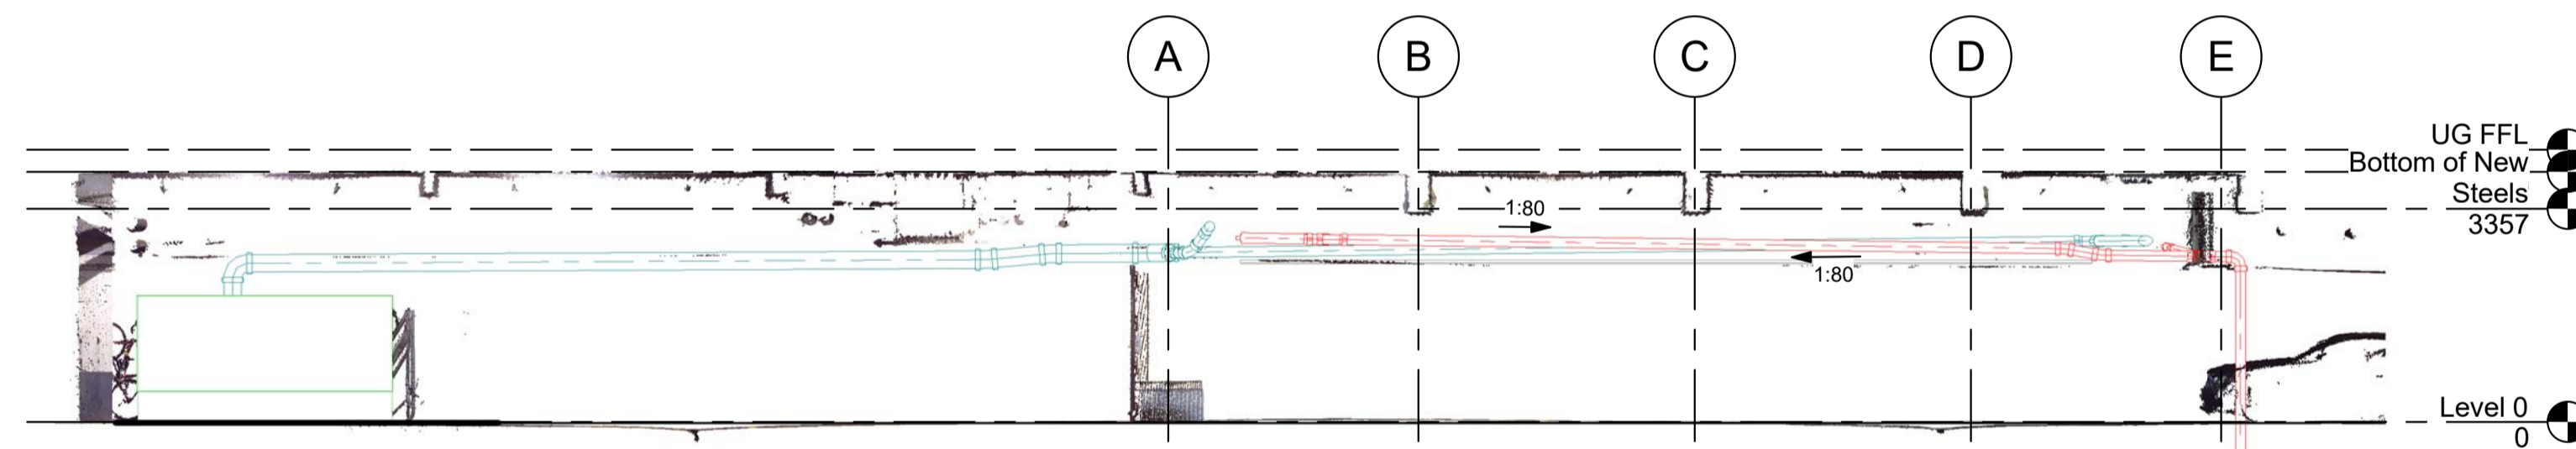 A
B
C
D
E
UG FFL
Bottom of New
Steels
3357
1:80
1:80
Level 0
0